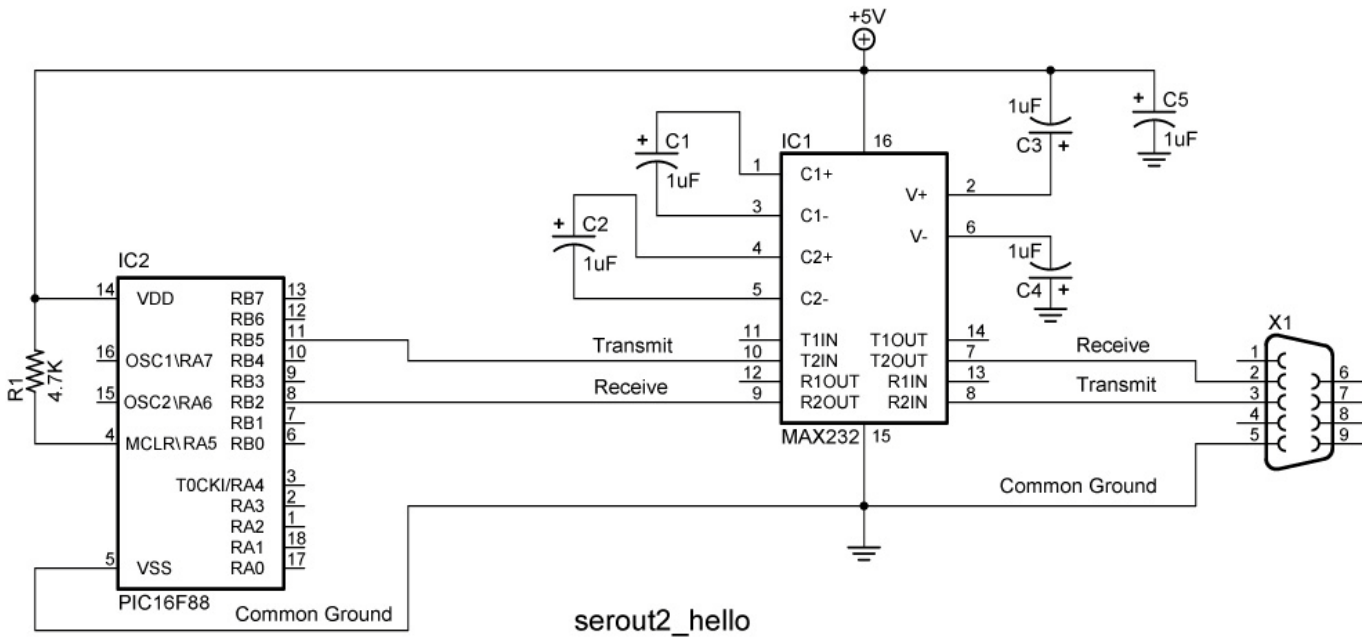 +5V
1uF
C3
+
+
C5
1uF
+
C1
1uF
+
C2
1uF
IC1
16
1
C1+
3
C1-
4
C2+
5
C2-
V+
2
V-
6
1uF
C4
+
11
T1IN
T1OUT
14
10
T2IN
T2OUT
7
12
R1OUT
R1IN
13
9
R2OUT
R2IN
8
MAX232
15
IC2
14
VDD
RB7
13
RB6
12
RB5
11
16
OSC1\RA7
RB4
10
RB3
9
15
OSC2\RA6
RB2
8
RB1
7
4
MCLR\RA5
RB0
6
T0CKI/RA4
3
RA3
2
RA2
1
RA1
18
5
VSS
RA0
17
PIC16F88
R1
4.7K
Transmit
Receive
Receive
Transmit
Common Ground
Common Ground
X1
1
2
3
4
5
6
7
8
9
serout2_hello